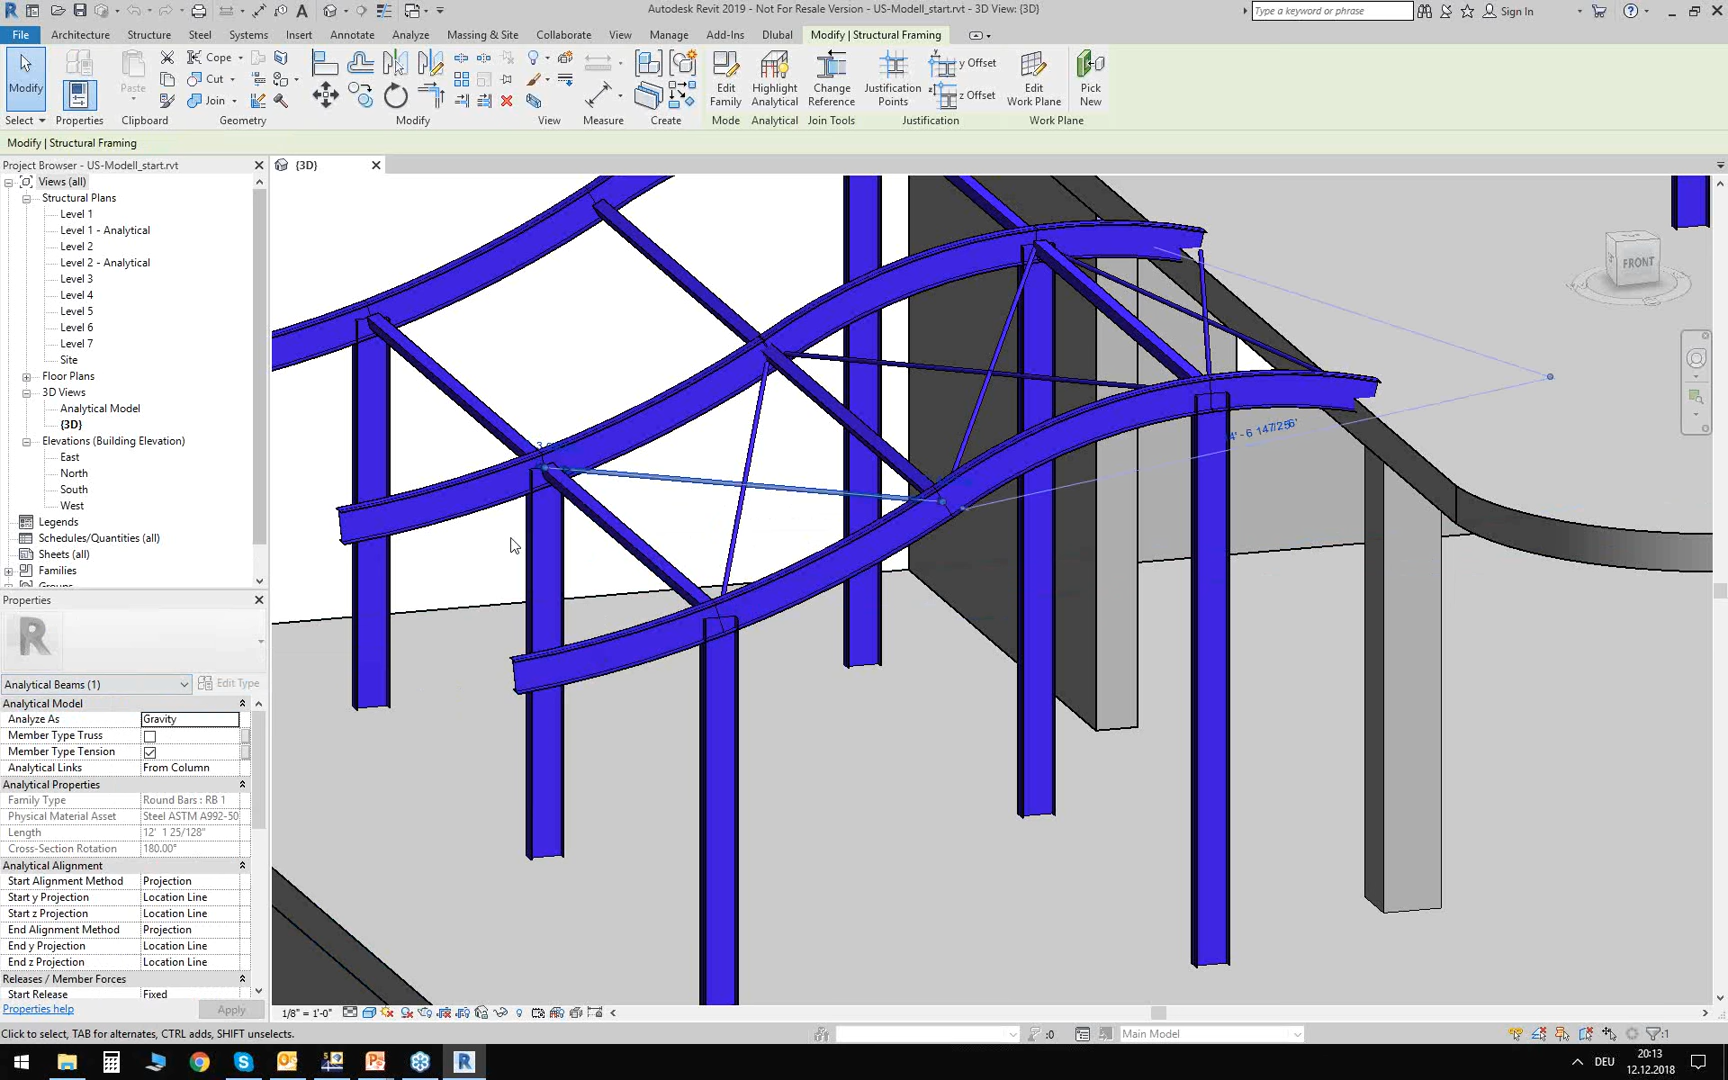 Autodesk Revit 2019 - Not For Resale Version - US-Modell_start.rvt - 3D View: {3D}
Type a keyword or phrase
Sign In
File Architecture Structure Steel Systems Insert Annotate Analyze Massing & Site Collaborate View Manage Add-Ins Dlubal Modify | Structural Framing
Modify
Select
Properties
Paste
Clipboard
Cope
Cut
Join
Geometry
Modify
View
Measure
Create
Edit Family
Mode
Highlight Analytical
Analytical
Change Reference
Join Tools
Justification Points
y Offset
z Offset
Justification
Edit Work Plane
Work Plane
Pick New
Modify | Structural Framing
Project Browser - US-Modell_start.rvt
{3D}
Views (all)
Structural Plans
Level 1
Level 1 - Analytical
Level 2
Level 2 - Analytical
Level 3
Level 4
Level 5
Level 6
Level 7
Site
Floor Plans
3D Views
Analytical Model
{3D}
Elevations (Building Elevation)
East
North
South
West
Legends
Schedules/Quantities (all)
Sheets (all)
Families
FRONT
Properties
R
Analytical Beams (1)
Edit Type
Analytical Model
Analyze As Gravity
Member Type Truss
Member Type Tension
Analytical Links From Column
Analytical Properties
Family Type Round Bars : RB 1
Physical Material Asset Steel ASTM A992-50
Length 12' 1 25/128"
Cross-Section Rotation 180.00°
Analytical Alignment
Start Alignment Method Projection
Start y Projection Location Line
Start z Projection Location Line
End Alignment Method Projection
End y Projection Location Line
End z Projection Location Line
Releases / Member Forces
Start Release Fixed
Properties help
Apply
1/8" = 1'-0"
Click to select, TAB for alternates, CTRL adds, SHIFT unselects.
:0
Main Model
:1
DEU
20:13
12.12.2018